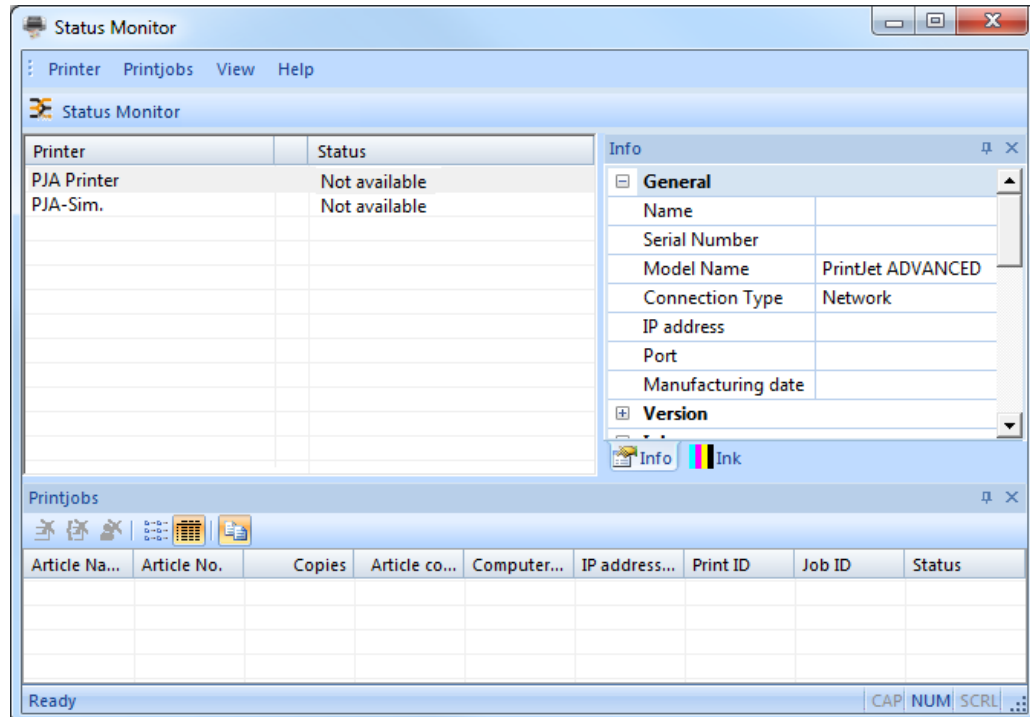 Status Monitor
Printer Printjobs View Help
Status Monitor
Printer Status
PJA Printer Not available
PJA-Sim. Not available
Info
General
Name
Serial Number
Model Name PrintJet ADVANCED
Connection Type Network
IP address
Port
Manufacturing date
Version
Info Ink
Printjobs
Article Na... Article No. Copies Article co... Computer... IP address... Print ID Job ID Status
Ready CAP NUM SCRL